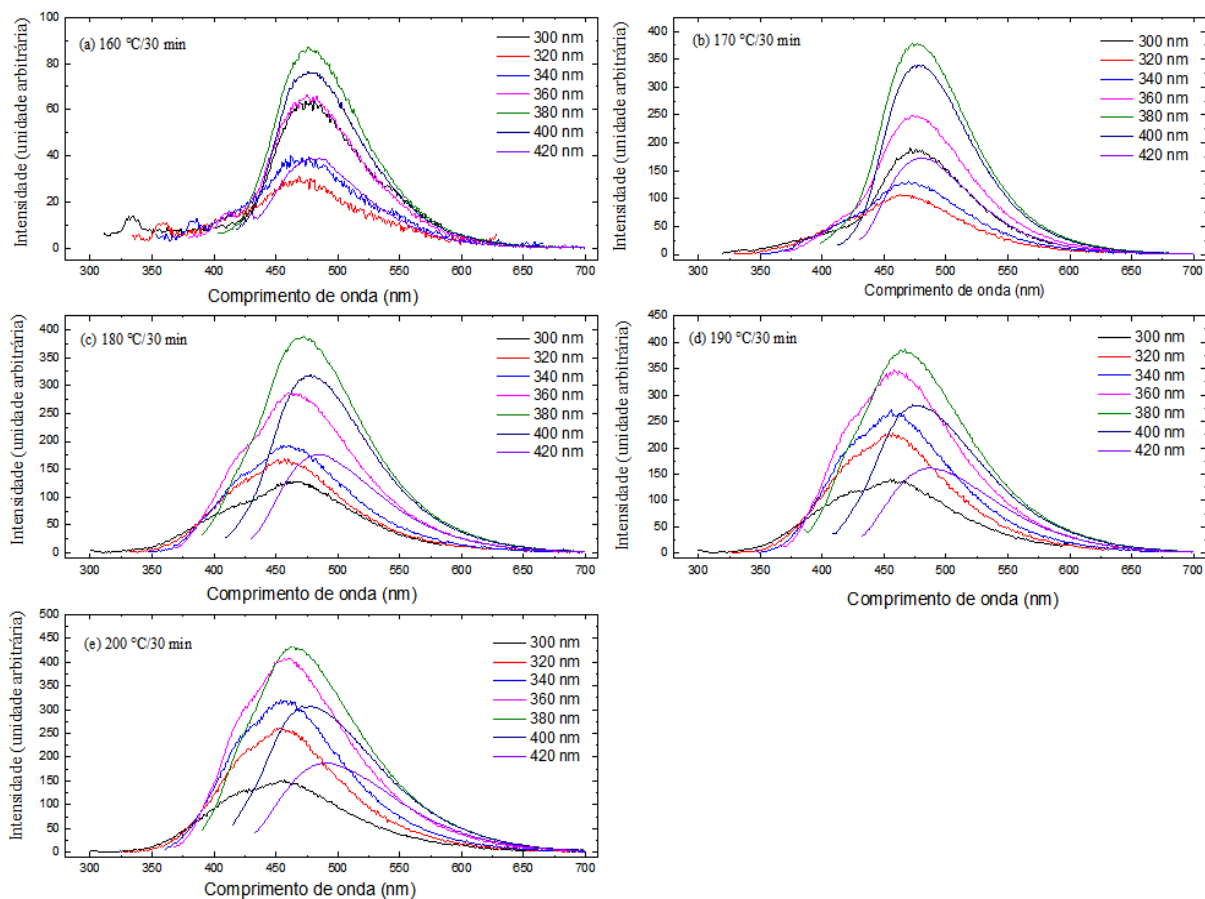 (a) 160 °C/30 min
300 nm
320 nm
340 nm
360 nm
380 nm
400 nm
420 nm
Intensidade (unidade arbitrária)
100
80
60
40
20
0
300 350 400 450 500 550 600 650 700
Comprimento de onda (nm)
(b) 170 °C/30 min
300 nm
320 nm
340 nm
360 nm
380 nm
400 nm
420 nm
Intensidade (unidade arbitrária)
400
350
300
250
200
150
100
50
0
300 350 400 450 500 550 600 650 700
Comprimento de onda (nm)
(c) 180 °C/30 min
300 nm
320 nm
340 nm
360 nm
380 nm
400 nm
420 nm
Intensidade (unidade arbitrária)
400
350
300
250
200
150
100
50
0
300 350 400 450 500 550 600 650 700
Comprimento de onda (nm)
(d) 190 °C/30 min
300 nm
320 nm
340 nm
360 nm
380 nm
400 nm
420 nm
Intensidade (unidade arbitrária)
450
400
350
300
250
200
150
100
50
0
300 350 400 450 500 550 600 650 700
Comprimento de onda (nm)
(e) 200 °C/30 min
300 nm
320 nm
340 nm
360 nm
380 nm
400 nm
420 nm
Intensidade (unidade arbitrária)
500
450
400
350
300
250
200
150
100
50
0
300 350 400 450 500 550 600 650 700
Comprimento de onda (nm)